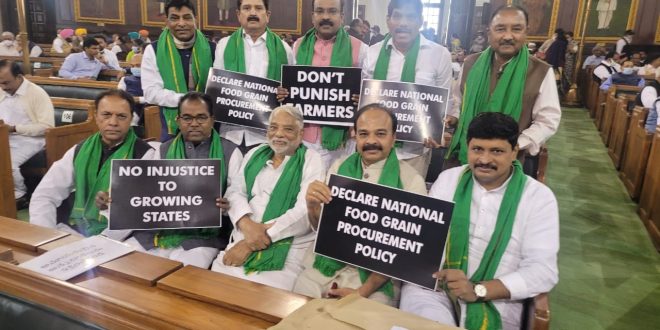 DECLARE NATIONAL
FOOD GRAIN
PROCUREMENT
POLICY
DON'T
PUNISH
FARMERS
DECLARE NATIONAL
FOOD GRAIN
PROCUREMENT
POLICY
NO INJUSTICE
TO
GROWING
STATES
DECLARE NATIONAL
FOOD GRAIN
PROCUREMENT
POLICY